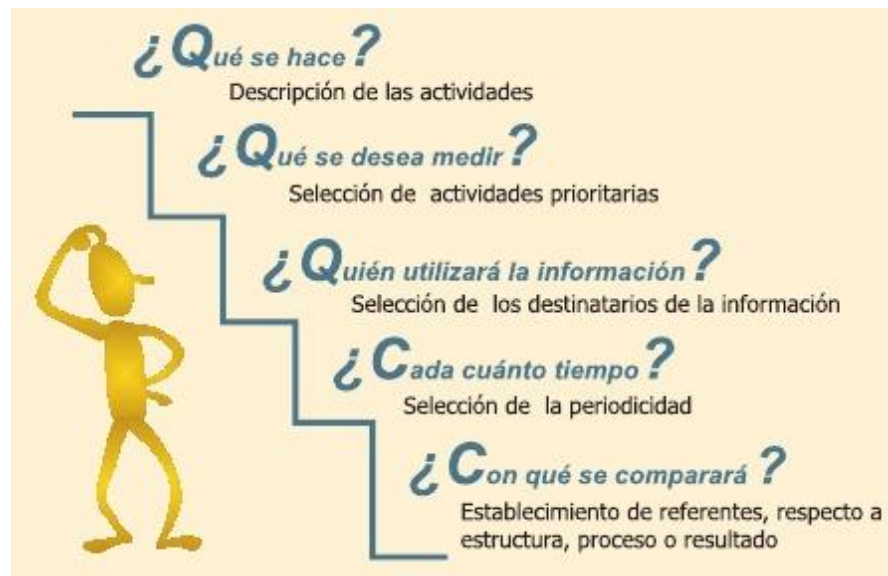 ¿Qué se hace?
Descripción de las actividades
¿Qué se desea medir?
Selección de actividades prioritarias
¿Quién utilizará la información?
Selección de los destinatarios de la información
¿Cada cuánto tiempo?
Selección de la periodicidad
¿Con qué se comparará?
Establecimiento de referentes, respecto a
estructura, proceso o resultado